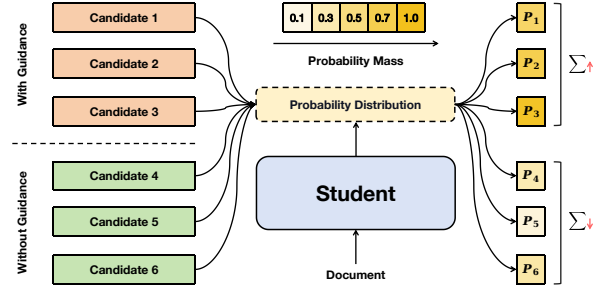 With Guidance
Candidate 1
Candidate 2
Candidate 3
Without Guidance
Candidate 4
Candidate 5
Candidate 6
0.1 0.3 0.5 0.7 1.0
Probability Mass
Probability Distribution
Student
Document
P₁
P₂
P₃
∑↑
P₄
P₅
P₆
∑↓